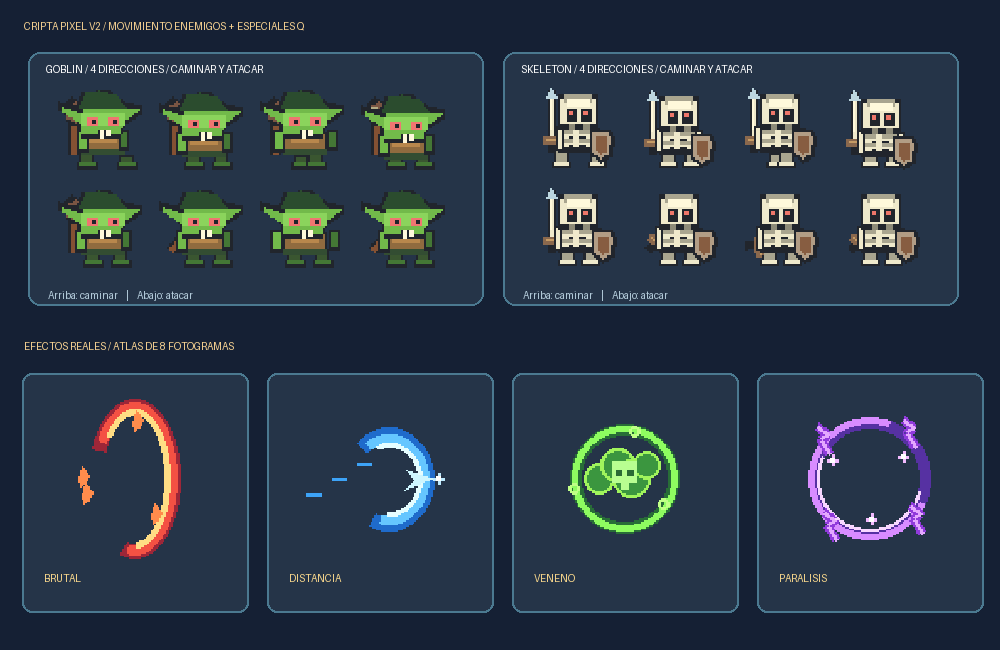 CRIPTA PIXEL V2 / MOVIMIENTO ENEMIGOS + ESPECIALES Q
GOBLIN / 4 DIRECCIONES / CAMINAR Y ATACAR
SKELETON / 4 DIRECCIONES / CAMINAR Y ATACAR
Arriba: caminar | Abajo: atacar
Arriba: caminar | Abajo: atacar
EFECTOS REALES / ATLAS DE 8 FOTOGRAMAS
BRUTAL
DISTANCIA
VENENO
PARALISIS